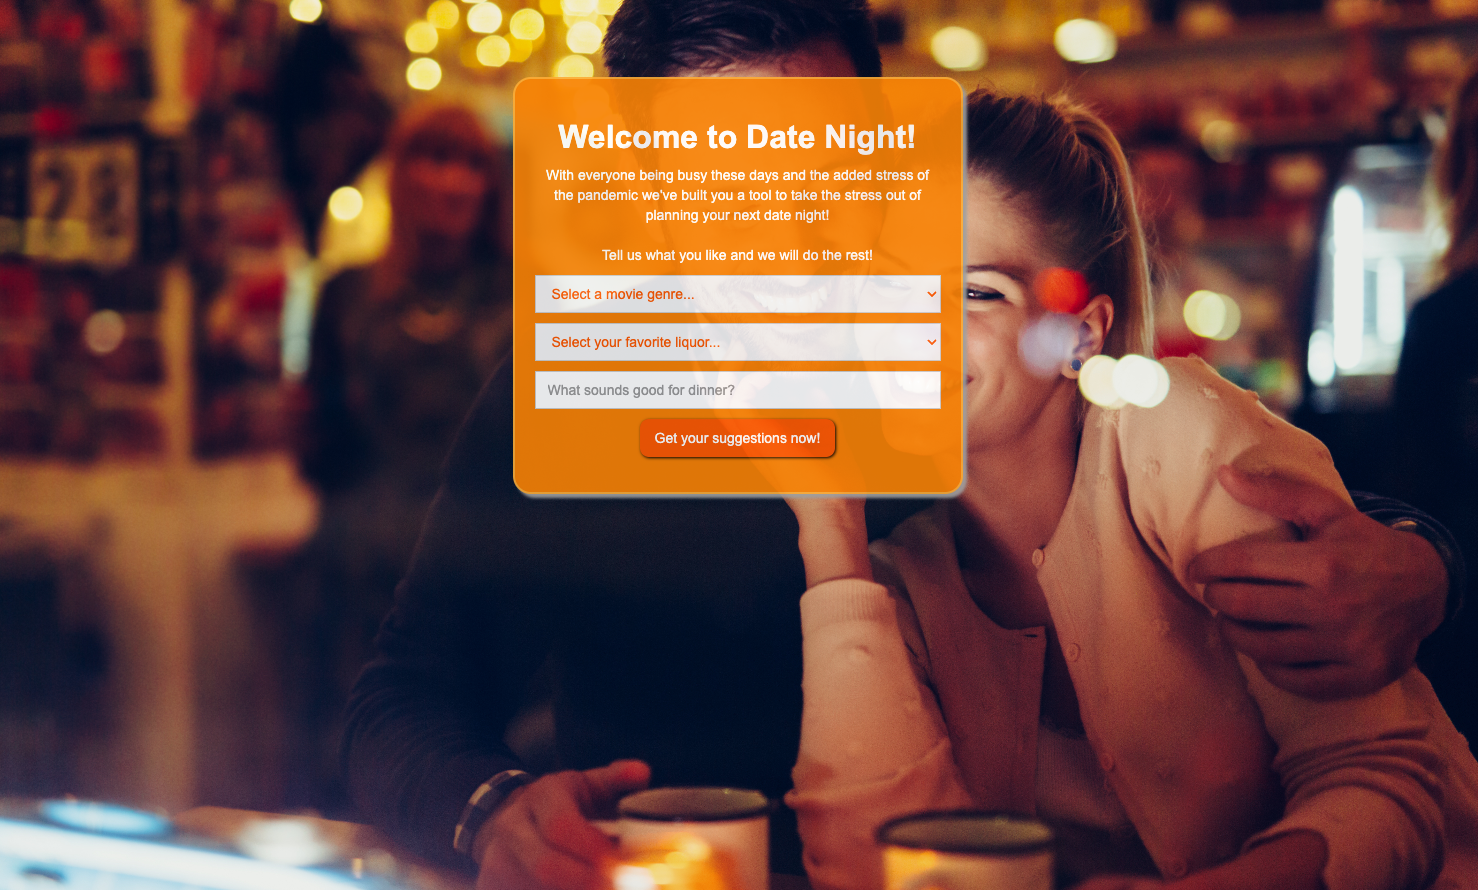 Welcome to Date Night!
With everyone being busy these days and the added stress of
the pandemic we've built you a tool to take the stress out of
planning your next date night!
Tell us what you like and we will do the rest!
Select a movie genre...
Select your favorite liquor...
What sounds good for dinner?
Get your suggestions now!
28